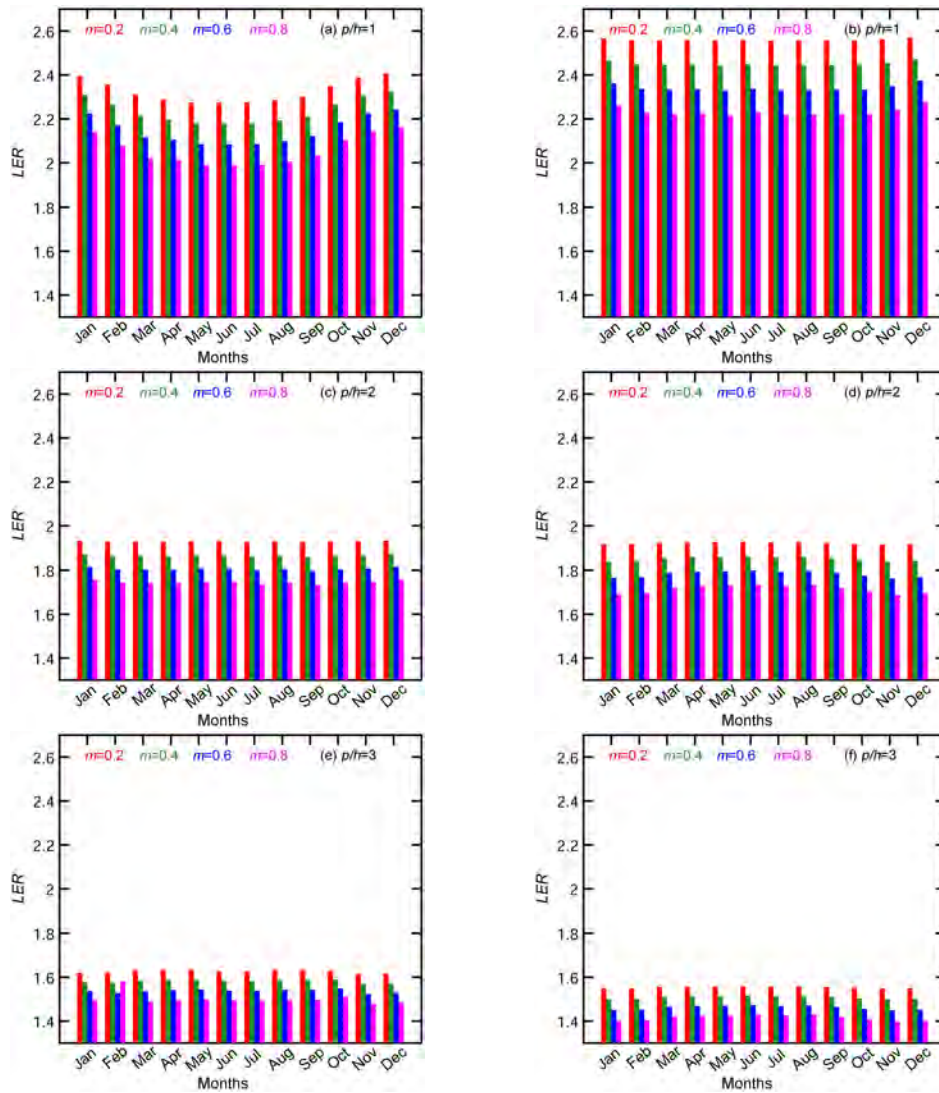 m=0.2 m=0.4 m=0.6 m=0.8 (a) p/h=1
2.6
2.4
2.2
2
1.8
1.6
1.4
LER
Jan Feb Mar Apr May Jun Jul Aug Sep Oct Nov Dec
Months
m=0.2 m=0.4 m=0.6 m=0.8 (b) p/h=1
2.6
2.4
2.2
2
1.8
1.6
1.4
LER
Jan Feb Mar Apr May Jun Jul Aug Sep Oct Nov Dec
Months
m=0.2 m=0.4 m=0.6 m=0.8 (c) p/h=2
2.6
2.4
2.2
2
1.8
1.6
1.4
LER
Jan Feb Mar Apr May Jun Jul Aug Sep Oct Nov Dec
Months
m=0.2 m=0.4 m=0.6 m=0.8 (d) p/h=2
2.6
2.4
2.2
2
1.8
1.6
1.4
LER
Jan Feb Mar Apr May Jun Jul Aug Sep Oct Nov Dec
Months
m=0.2 m=0.4 m=0.6 m=0.8 (e) p/h=3
2.6
2.4
2.2
2
1.8
1.6
1.4
LER
Jan Feb Mar Apr May Jun Jul Aug Sep Oct Nov Dec
Months
m=0.2 m=0.4 m=0.6 m=0.8 (f) p/h=3
2.6
2.4
2.2
2
1.8
1.6
1.4
LER
Jan Feb Mar Apr May Jun Jul Aug Sep Oct Nov Dec
Months